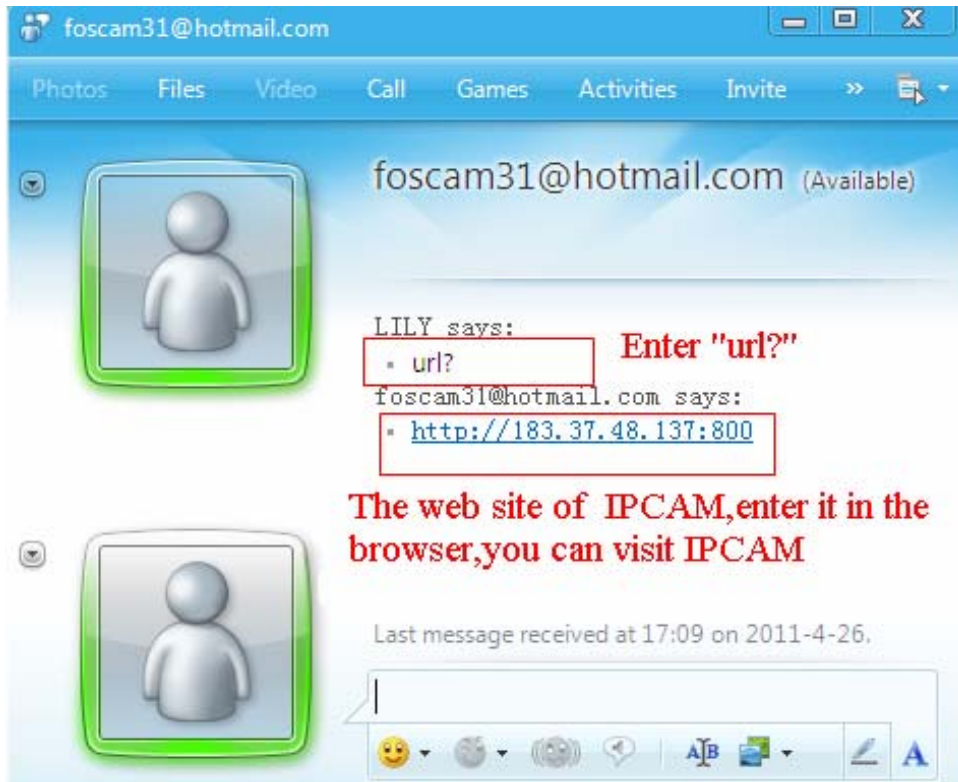 foscam31@hotmail.com
Photos Files Video Call Games Activities Invite »
foscam31@hotmail.com (Available)
LILY says:
url?
Enter "url?"
foscam31@hotmail.com says:
http://183.37.48.137:800
The web site of IPCAM,enter it in the
browser,you can visit IPCAM
Last message received at 17:09 on 2011-4-26.